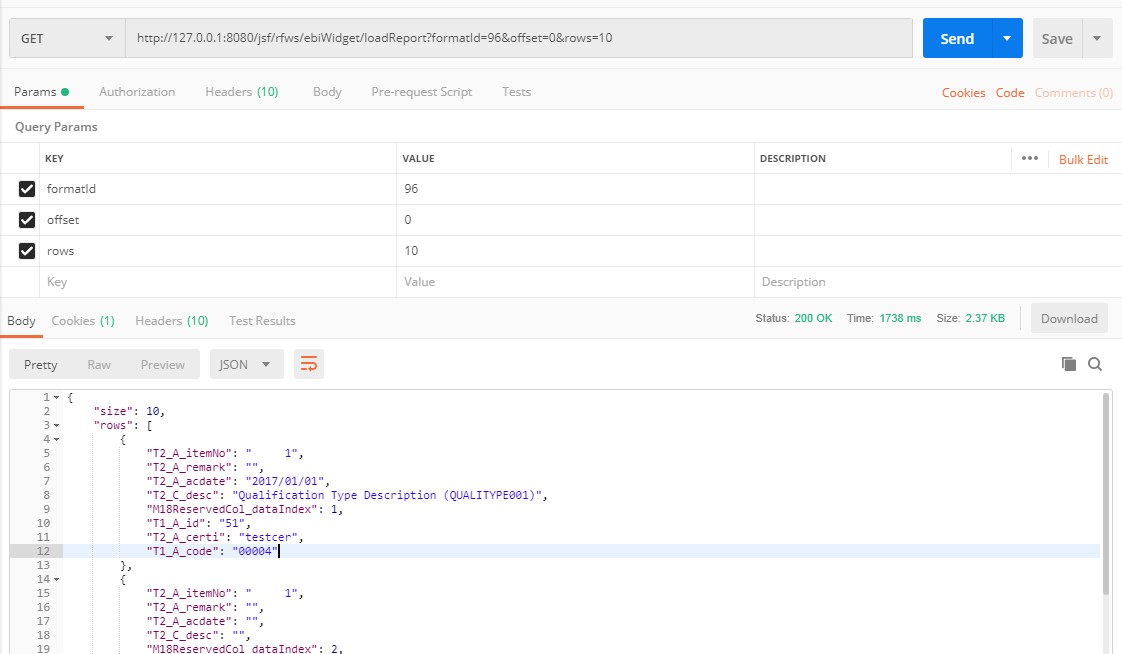 GET http://127.0.0.1:8080/jsf/rfws/ebiWidget/loadReport?formatId=96&offset=0&rows=10 Send Save
Params Authorization Headers (10) Body Pre-request Script Tests Cookies Code Comments (0)
Query Params
KEY VALUE DESCRIPTION ••• Bulk Edit
formatId 96
offset 0
rows 10
Key Value Description
Body Cookies (1) Headers (10) Test Results Status: 200 OK Time: 1738 ms Size: 2.37 KB Download
Pretty Raw Preview JSON
1 {
2 "size": 10,
3 "rows": [
4 {
5 "T2_A_itemNo": "     1",
6 "T2_A_remark": "",
7 "T2_A_acdate": "2017/01/01",
8 "T2_C_desc": "Qualification Type Description (QUALITYPE001)",
9 "M18ReservedCol_dataIndex": 1,
10 "T1_A_id": "51",
11 "T2_A_certi": "testcer",
12 "T1_A_code": "00004"
13 },
14 {
15 "T2_A_itemNo": "     1",
16 "T2_A_remark": "",
17 "T2_A_acdate": "",
18 "T2_C_desc": "",
19 "M18ReservedCol_dataIndex": 2,